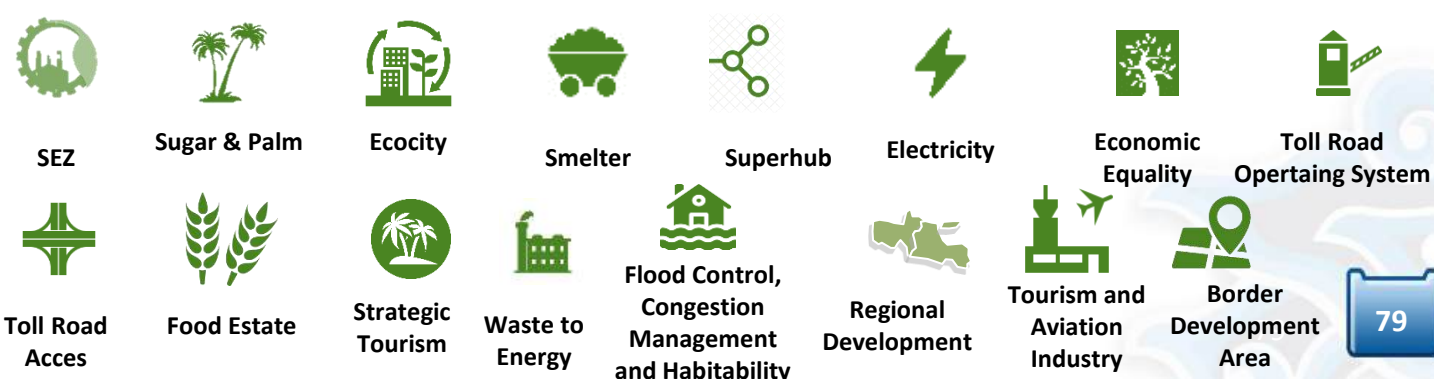 SEZ
Sugar & Palm
Ecocity
Smelter
Superhub
Electricity
Economic
Equality
Toll Road
Opertaing System
Toll Road
Acces
Food Estate
Strategic
Tourism
Waste to
Energy
Flood Control,
Congestion
Management
and Habitability
Regional
Development
Tourism and
Aviation
Industry
Border
Development
Area
79